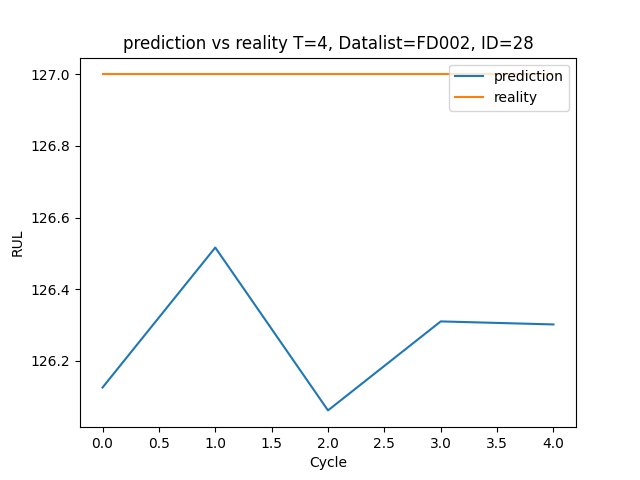 prediction vs reality T=4, Datalist=FD002, ID=28
127.0
126.8
126.6
126.4
126.2
RUL
prediction
reality
0.0 0.5 1.0 1.5 2.0 2.5 3.0 3.5 4.0
Cycle